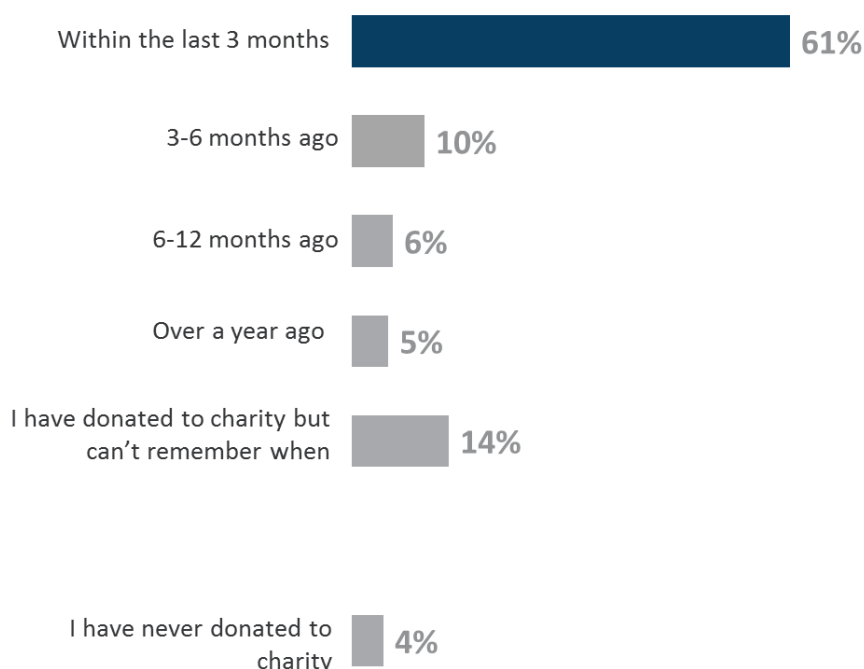 Within the last 3 months 61%
3-6 months ago 10%
6-12 months ago 6%
Over a year ago 5%
I have donated to charity but
can’t remember when 14%
I have never donated to
charity 4%